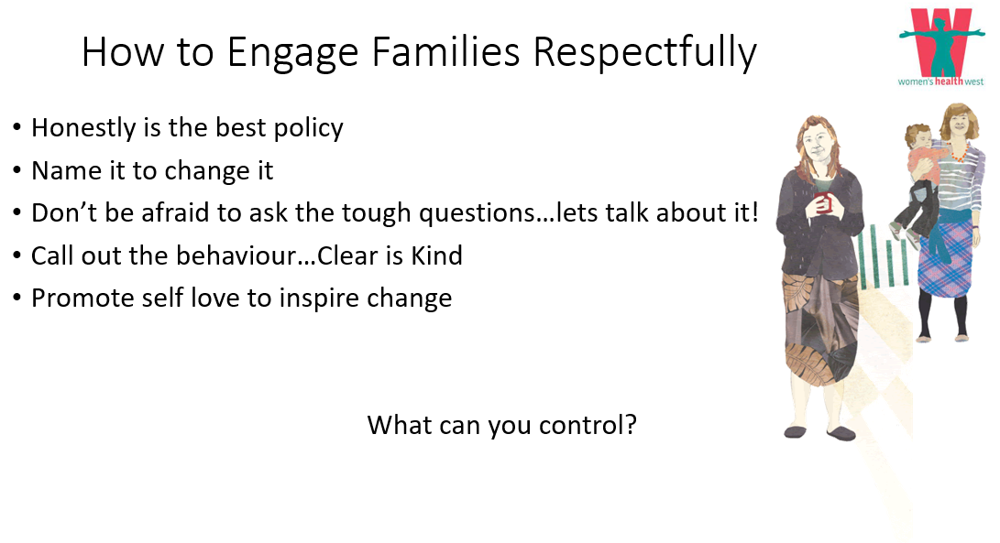 How to Engage Families Respectfully
women's health west
• Honestly is the best policy
• Name it to change it
• Don’t be afraid to ask the tough questions…lets talk about it!
• Call out the behaviour…Clear is Kind
• Promote self love to inspire change
What can you control?